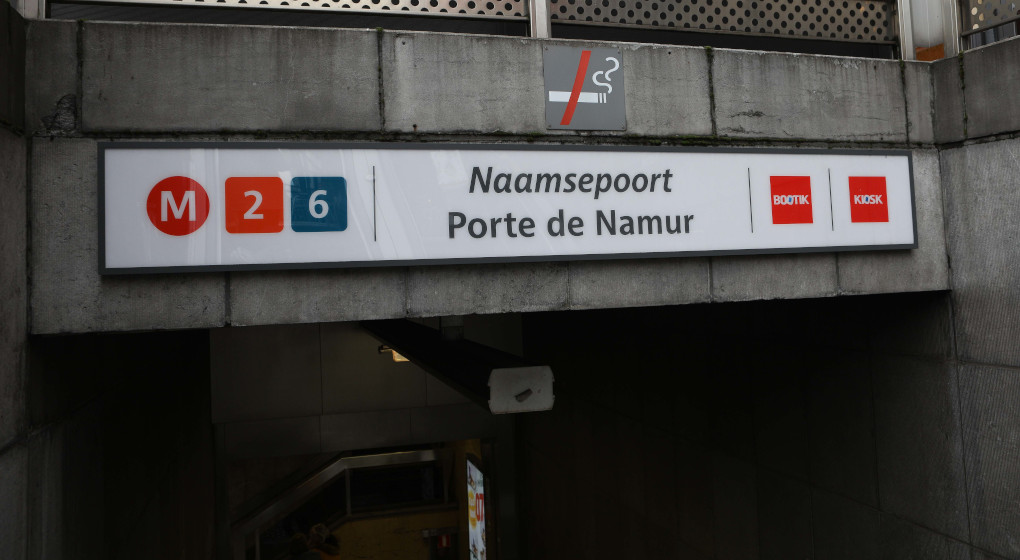 M 2 6
Naamsepoort
Porte de Namur
BOOTIK
KIOSK